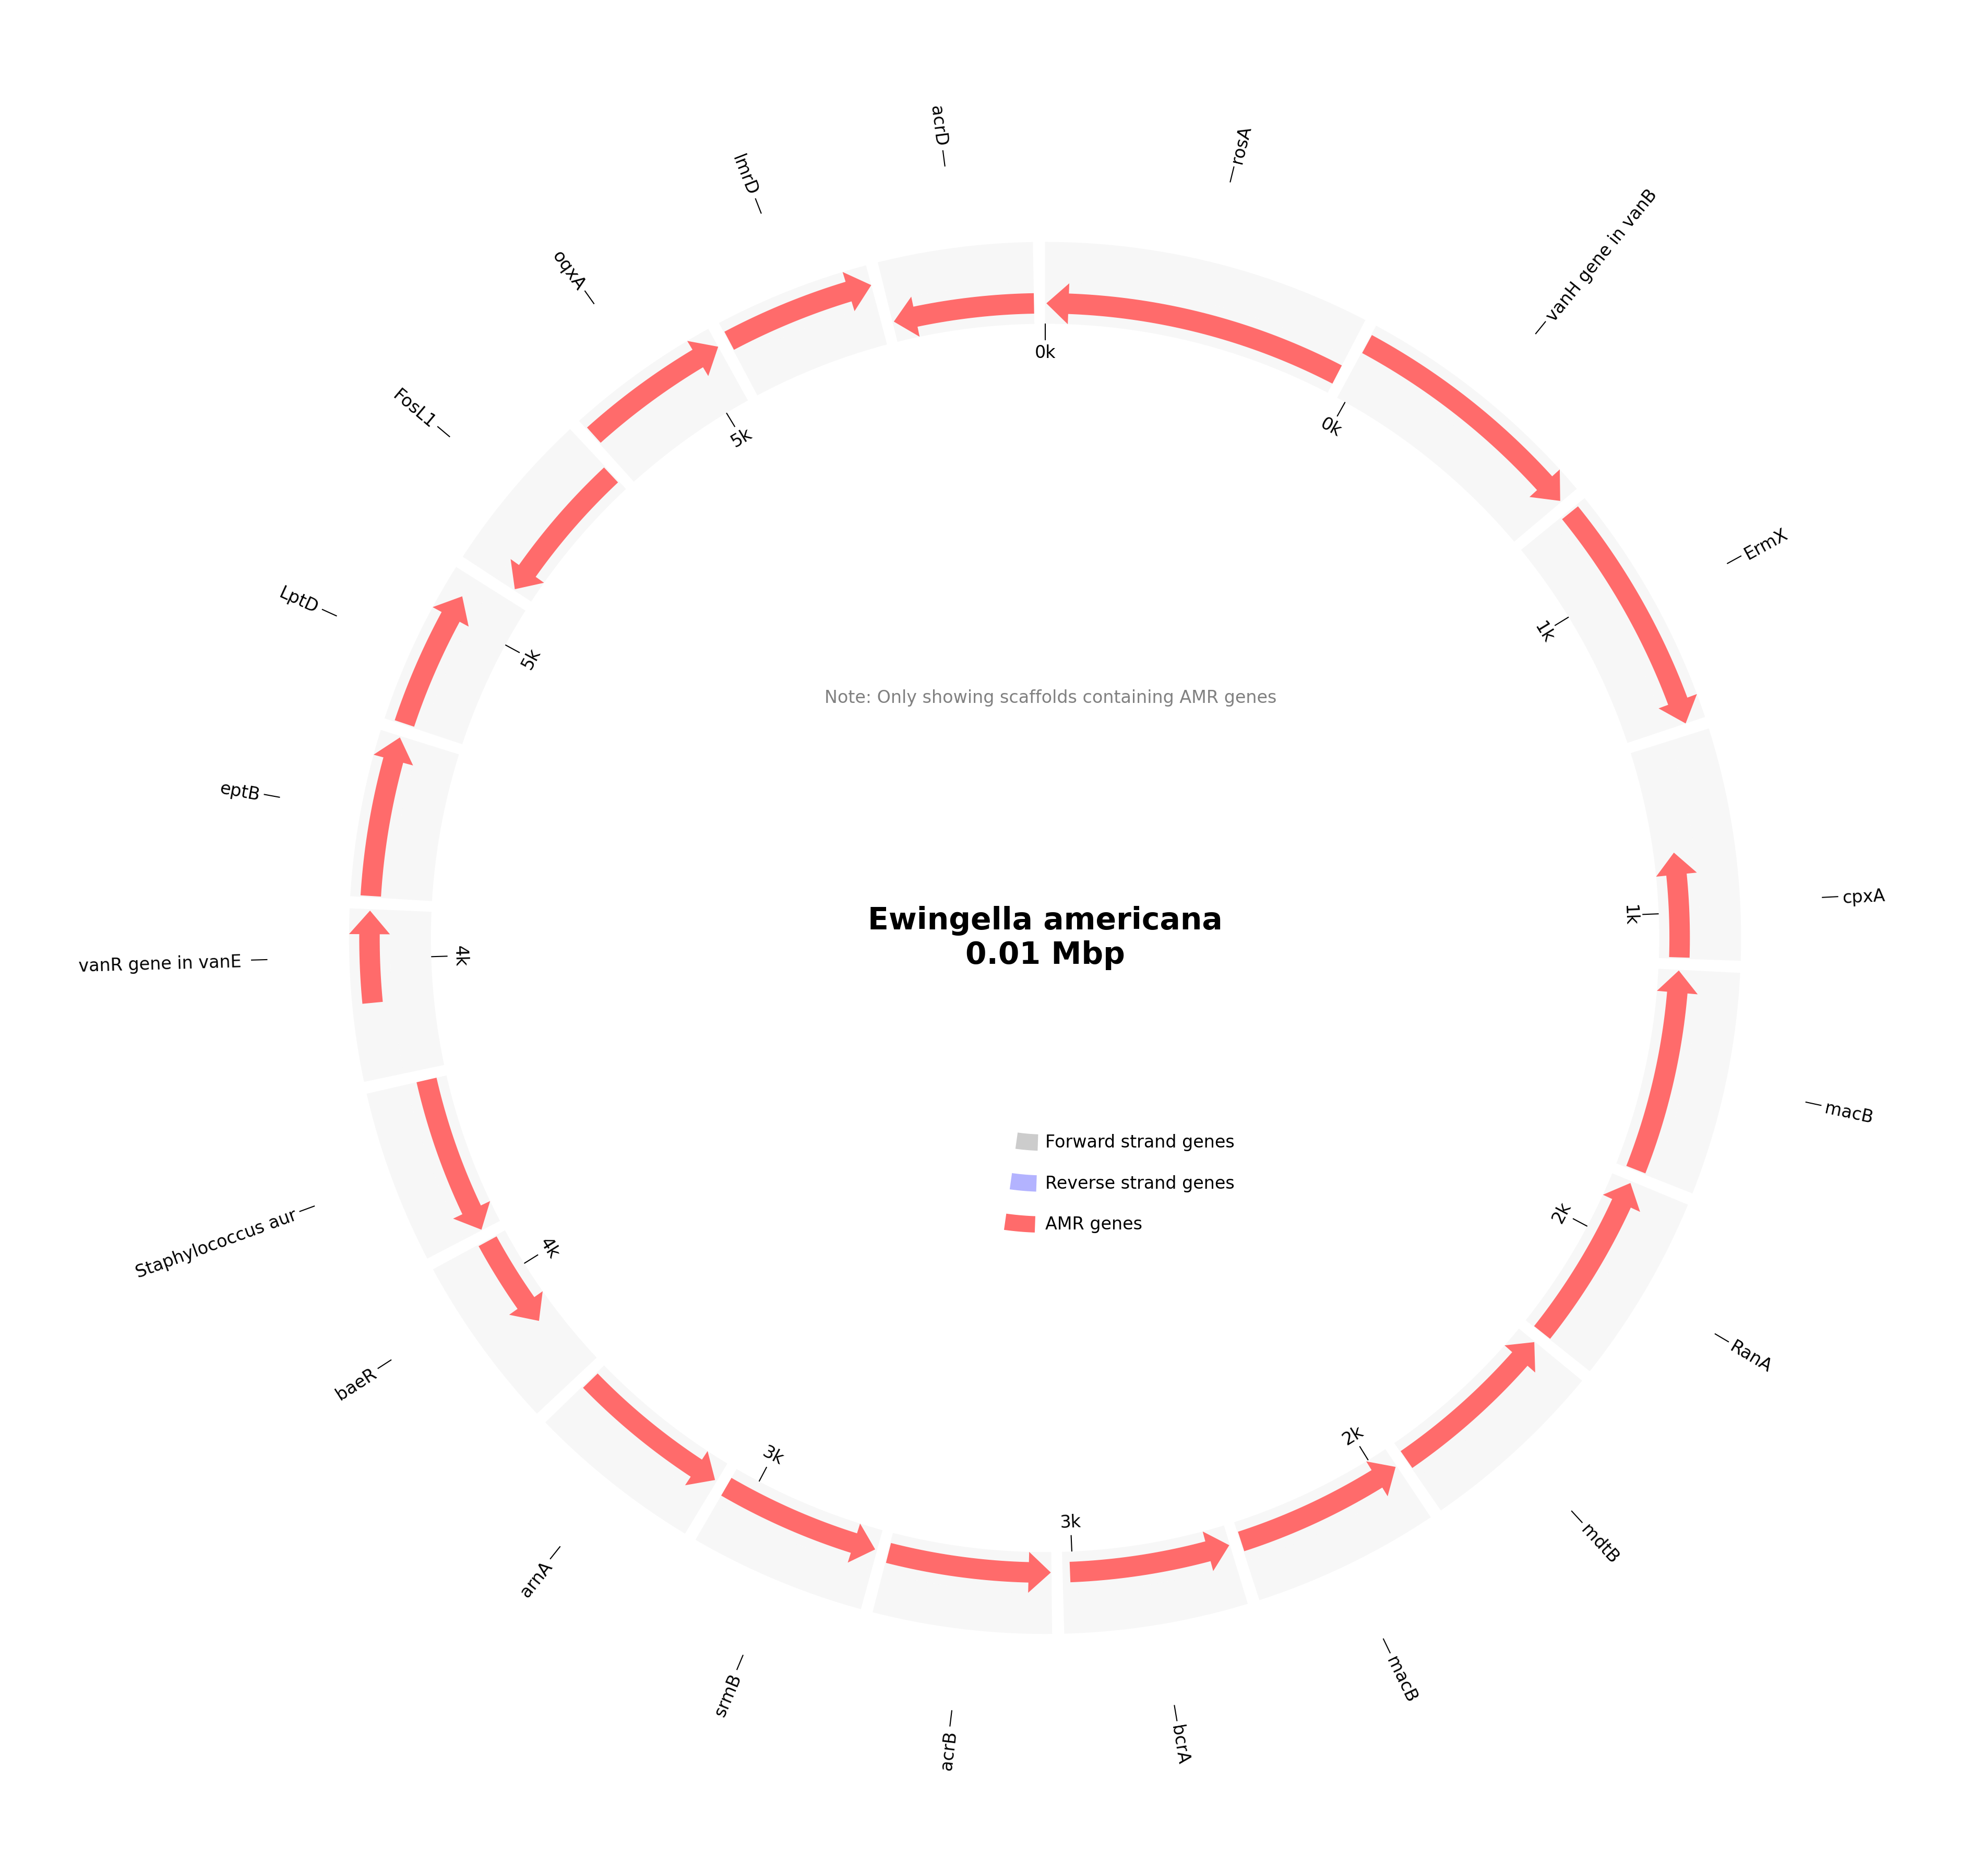 acrD
rosA
lmrD
vanH gene in vanB
oqxA
0k
FosL1
0k
5k
ErmX
LptD
1k
5k
Note: Only showing scaffolds containing AMR genes
eptB
cpxA
1k
Ewingella americana
0.01 Mbp
vanR gene in vanE
4k
macB
Forward strand genes
Reverse strand genes
AMR genes
2k
Staphylococcus aur
4k
RanA
baeR
2k
3k
3k
mdtB
arnA
macB
srmB
acrB
bcrA